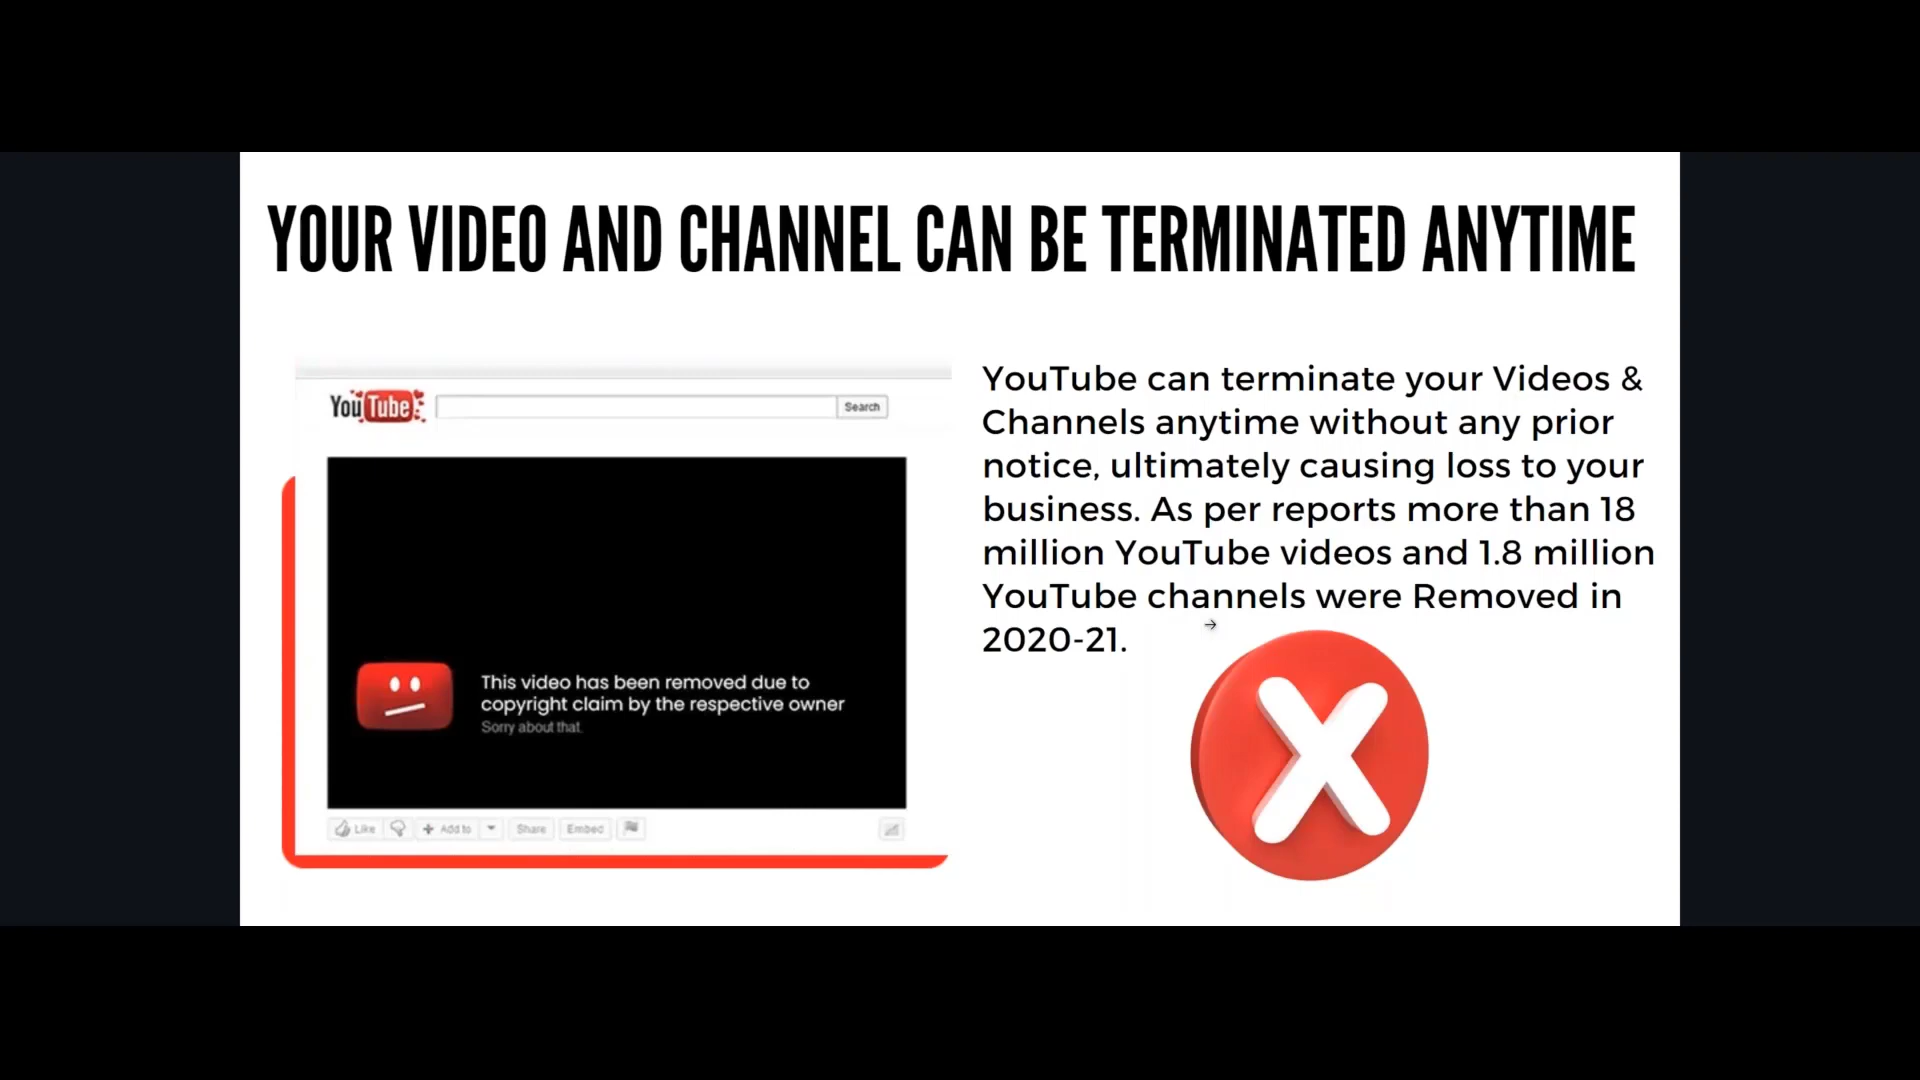 YOUR VIDEO AND CHANNEL CAN BE TERMINATED ANYTIME
YouTube
Search
This video has been removed due to
copyright claim by the respective owner
Sorry about that.
Like
Add to
Share
Embed
YouTube can terminate your Videos &
Channels anytime without any prior
notice, ultimately causing loss to your
business. As per reports more than 18
million YouTube videos and 1.8 million
YouTube channels were Removed in
2020-21.